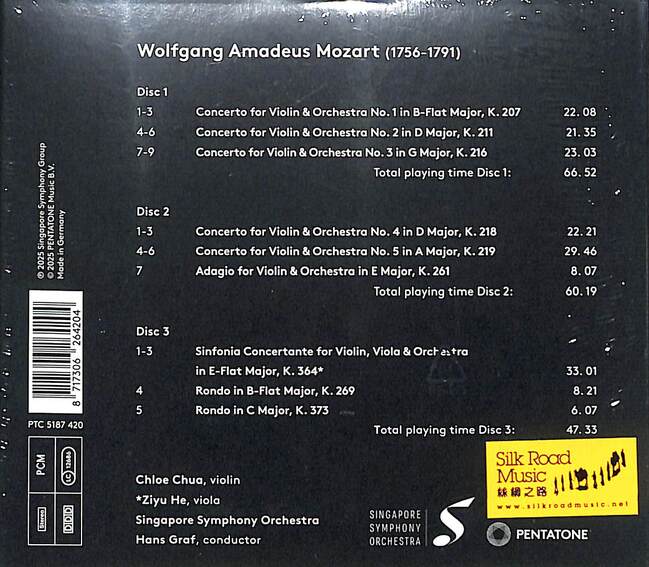 Wolfgang Amadeus Mozart (1756-1791)
Disc 1
1-3 Concerto for Violin & Orchestra No. 1 in B-Flat Major, K. 207 22. 08
4-6 Concerto for Violin & Orchestra No. 2 in D Major, K. 211 21. 35
7-9 Concerto for Violin & Orchestra No. 3 in G Major, K. 216 23. 03
Total playing time Disc 1: 66. 52
Disc 2
1-3 Concerto for Violin & Orchestra No. 4 in D Major, K. 218 22. 21
4-6 Concerto for Violin & Orchestra No. 5 in A Major, K. 219 29. 46
7 Adagio for Violin & Orchestra in E Major, K. 261 8. 07
Total playing time Disc 2: 60. 19
Disc 3
1-3 Sinfonia Concertante for Violin, Viola & Orchestra
in E-Flat Major, K. 364* 33. 01
4 Rondo in B-Flat Major, K. 269 8. 21
5 Rondo in C Major, K. 373 6. 07
Total playing time Disc 3: 47. 33
Chloe Chua, violin
*Ziyu He, viola
Singapore Symphony Orchestra
Hans Graf, conductor
℗ 2025 Singapore Symphony Group
© 2025 PENTATONE Music B.V.
Made in Germany
8 717306 264204
PTC 5187 420
PCM
LC 12686
Stereo
DDD
SINGAPORE
SYMPHONY
ORCHESTRA
Silk Road
Music
絲綢之路
www.silkroadmusic.net
PENTATONE